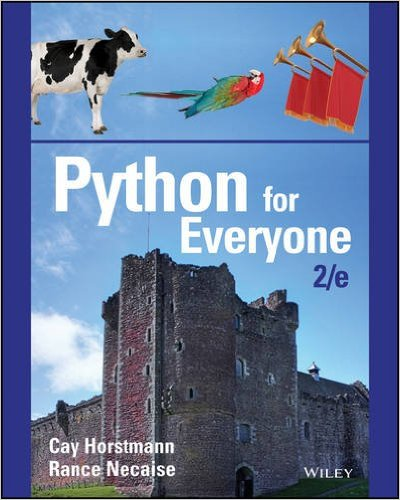 Python for
Everyone
2/e
Cay Horstmann
Rance Necaise
WILEY